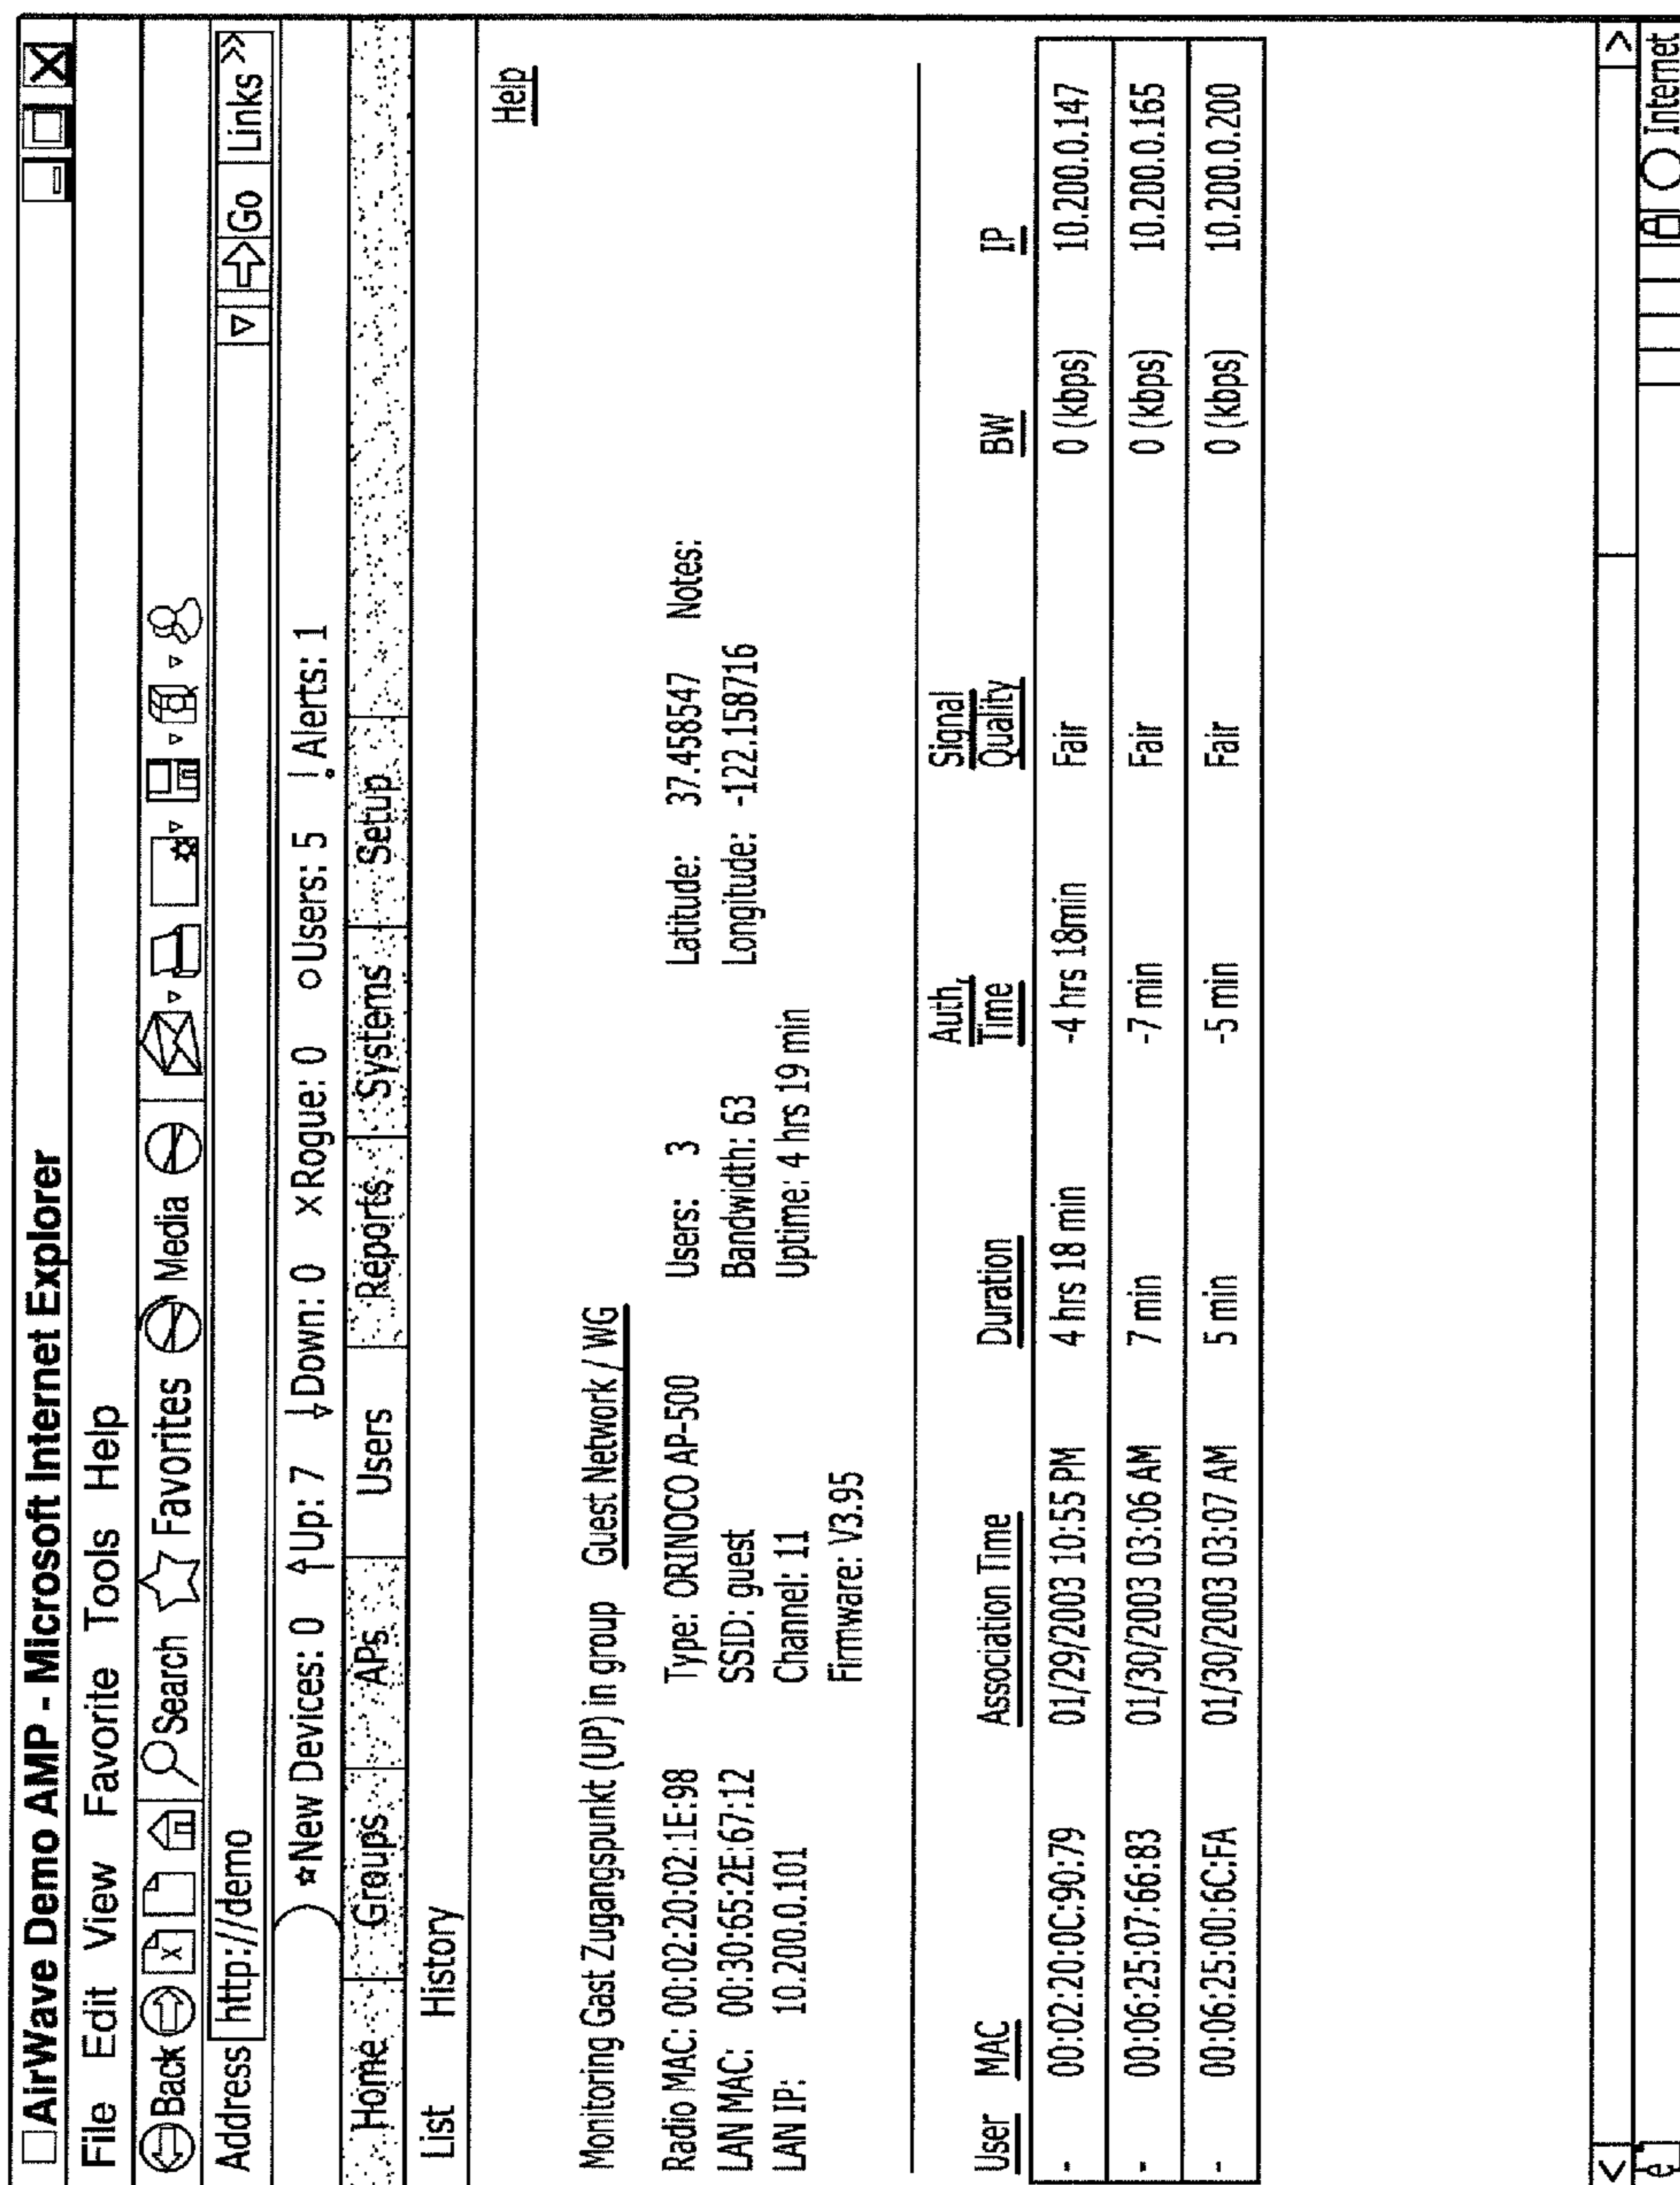 AirWave Demo AMP - Microsoft Internet Explorer
File Edit View Favorite Tools Help
Back Search Favorites Media
Address http://demo Go Links »
New Devices: 0 Up: 7 Down: 0 Rogue: 0 Users: 5 ! Alerts: 1
Home Groups APs Users Reports Systems Setup
List History
Help
Monitoring Gast Zugangspunkt (UP) in group Guest Network / WG
Radio MAC: 00:02:20:02:1E:98 Type: ORINOCO AP-500 Users: 3 Latitude: 37.458547 Notes:
LAN MAC: 00:30:65:2E:67:12 SSID: guest Bandwidth: 63 Longitude: -122.158716
LAN IP: 10.200.0.101 Channel: 11 Uptime: 4 hrs 19 min
Firmware: V3.95
User MAC Association Time Duration Auth, Time Signal Quality BW IP
- 00:02:20:0C:90:79 01/29/2003 10:55 PM 4 hrs 18 min -4 hrs 18min Fair 0 (kbps) 10.200.0.147
- 00:06:25:07:66:83 01/30/2003 03:06 AM 7 min -7 min Fair 0 (kbps) 10.200.0.165
- 00:06:25:00:6C:FA 01/30/2003 03:07 AM 5 min -5 min Fair 0 (kbps) 10.200.0.200
e Internet